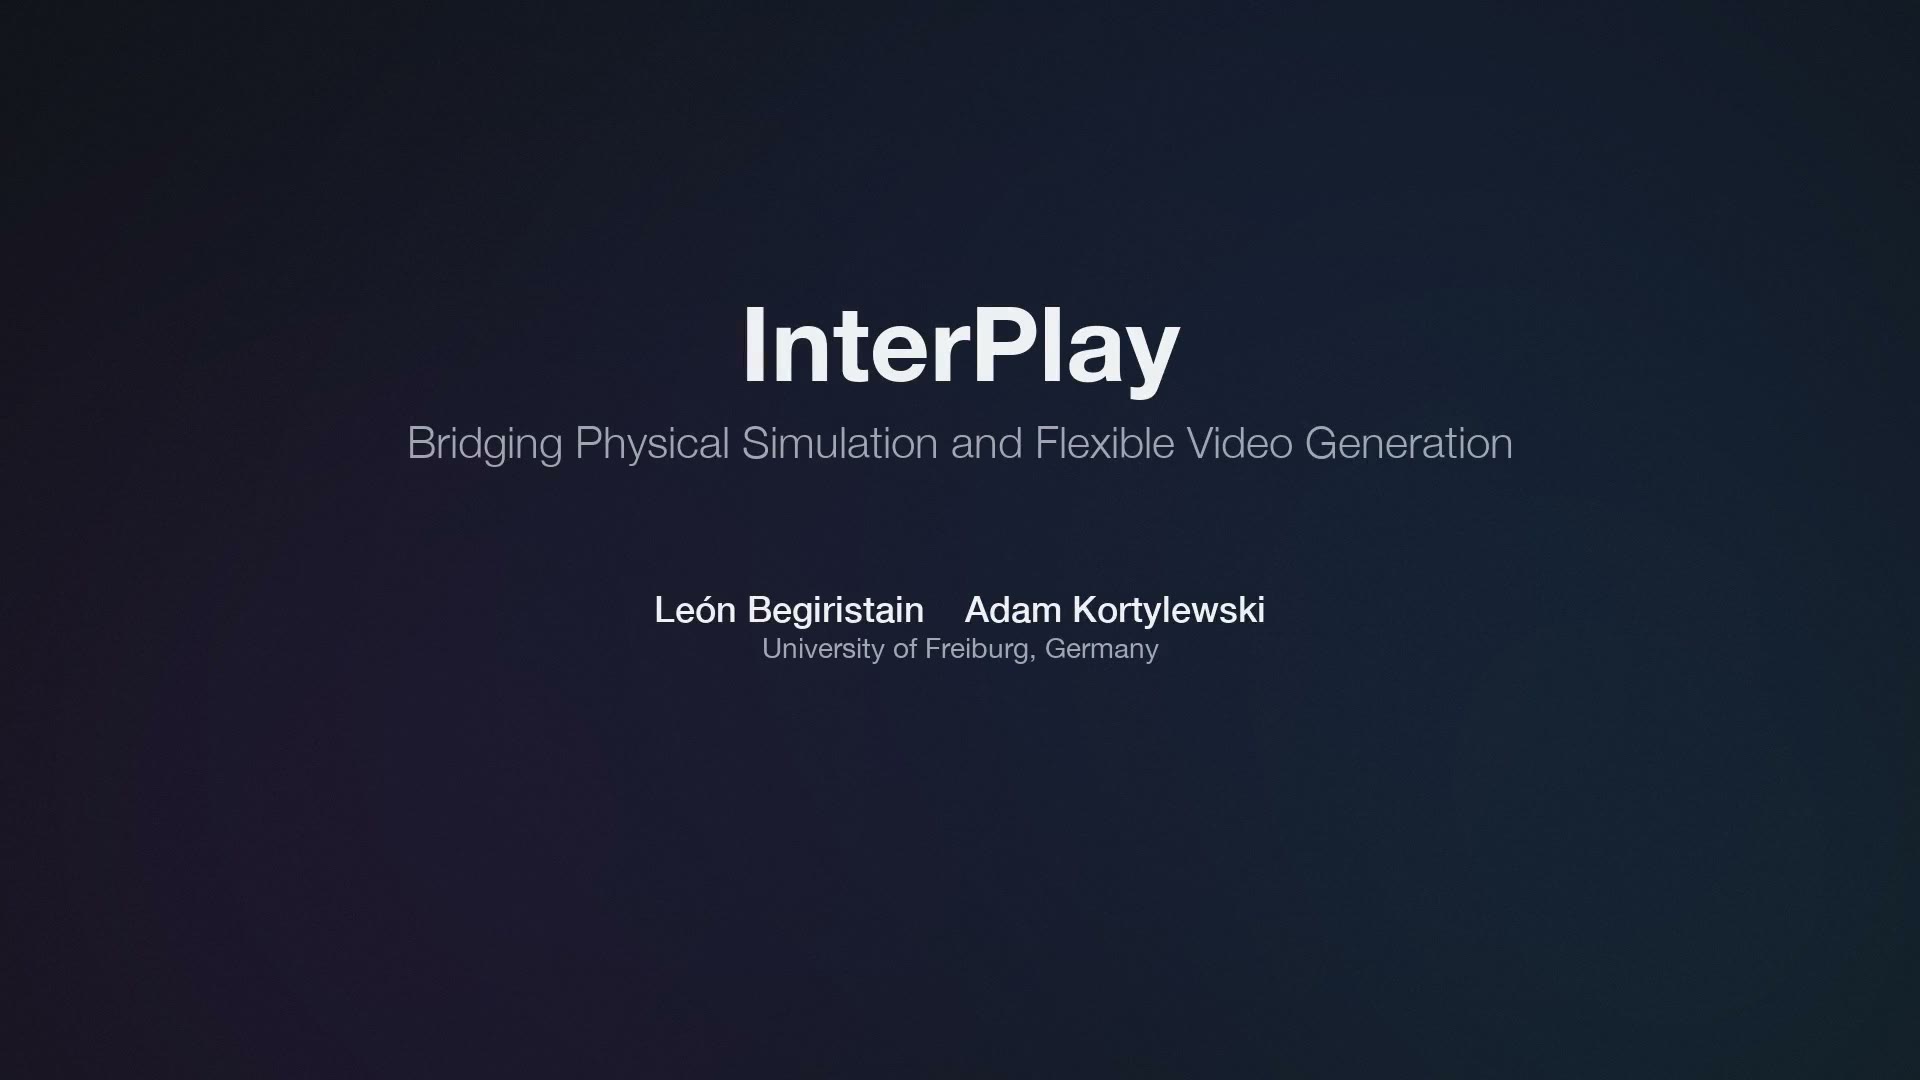 InterPlay
Bridging Physical Simulation and Flexible Video Generation
León Begiristain Adam Kortylewski
University of Freiburg, Germany